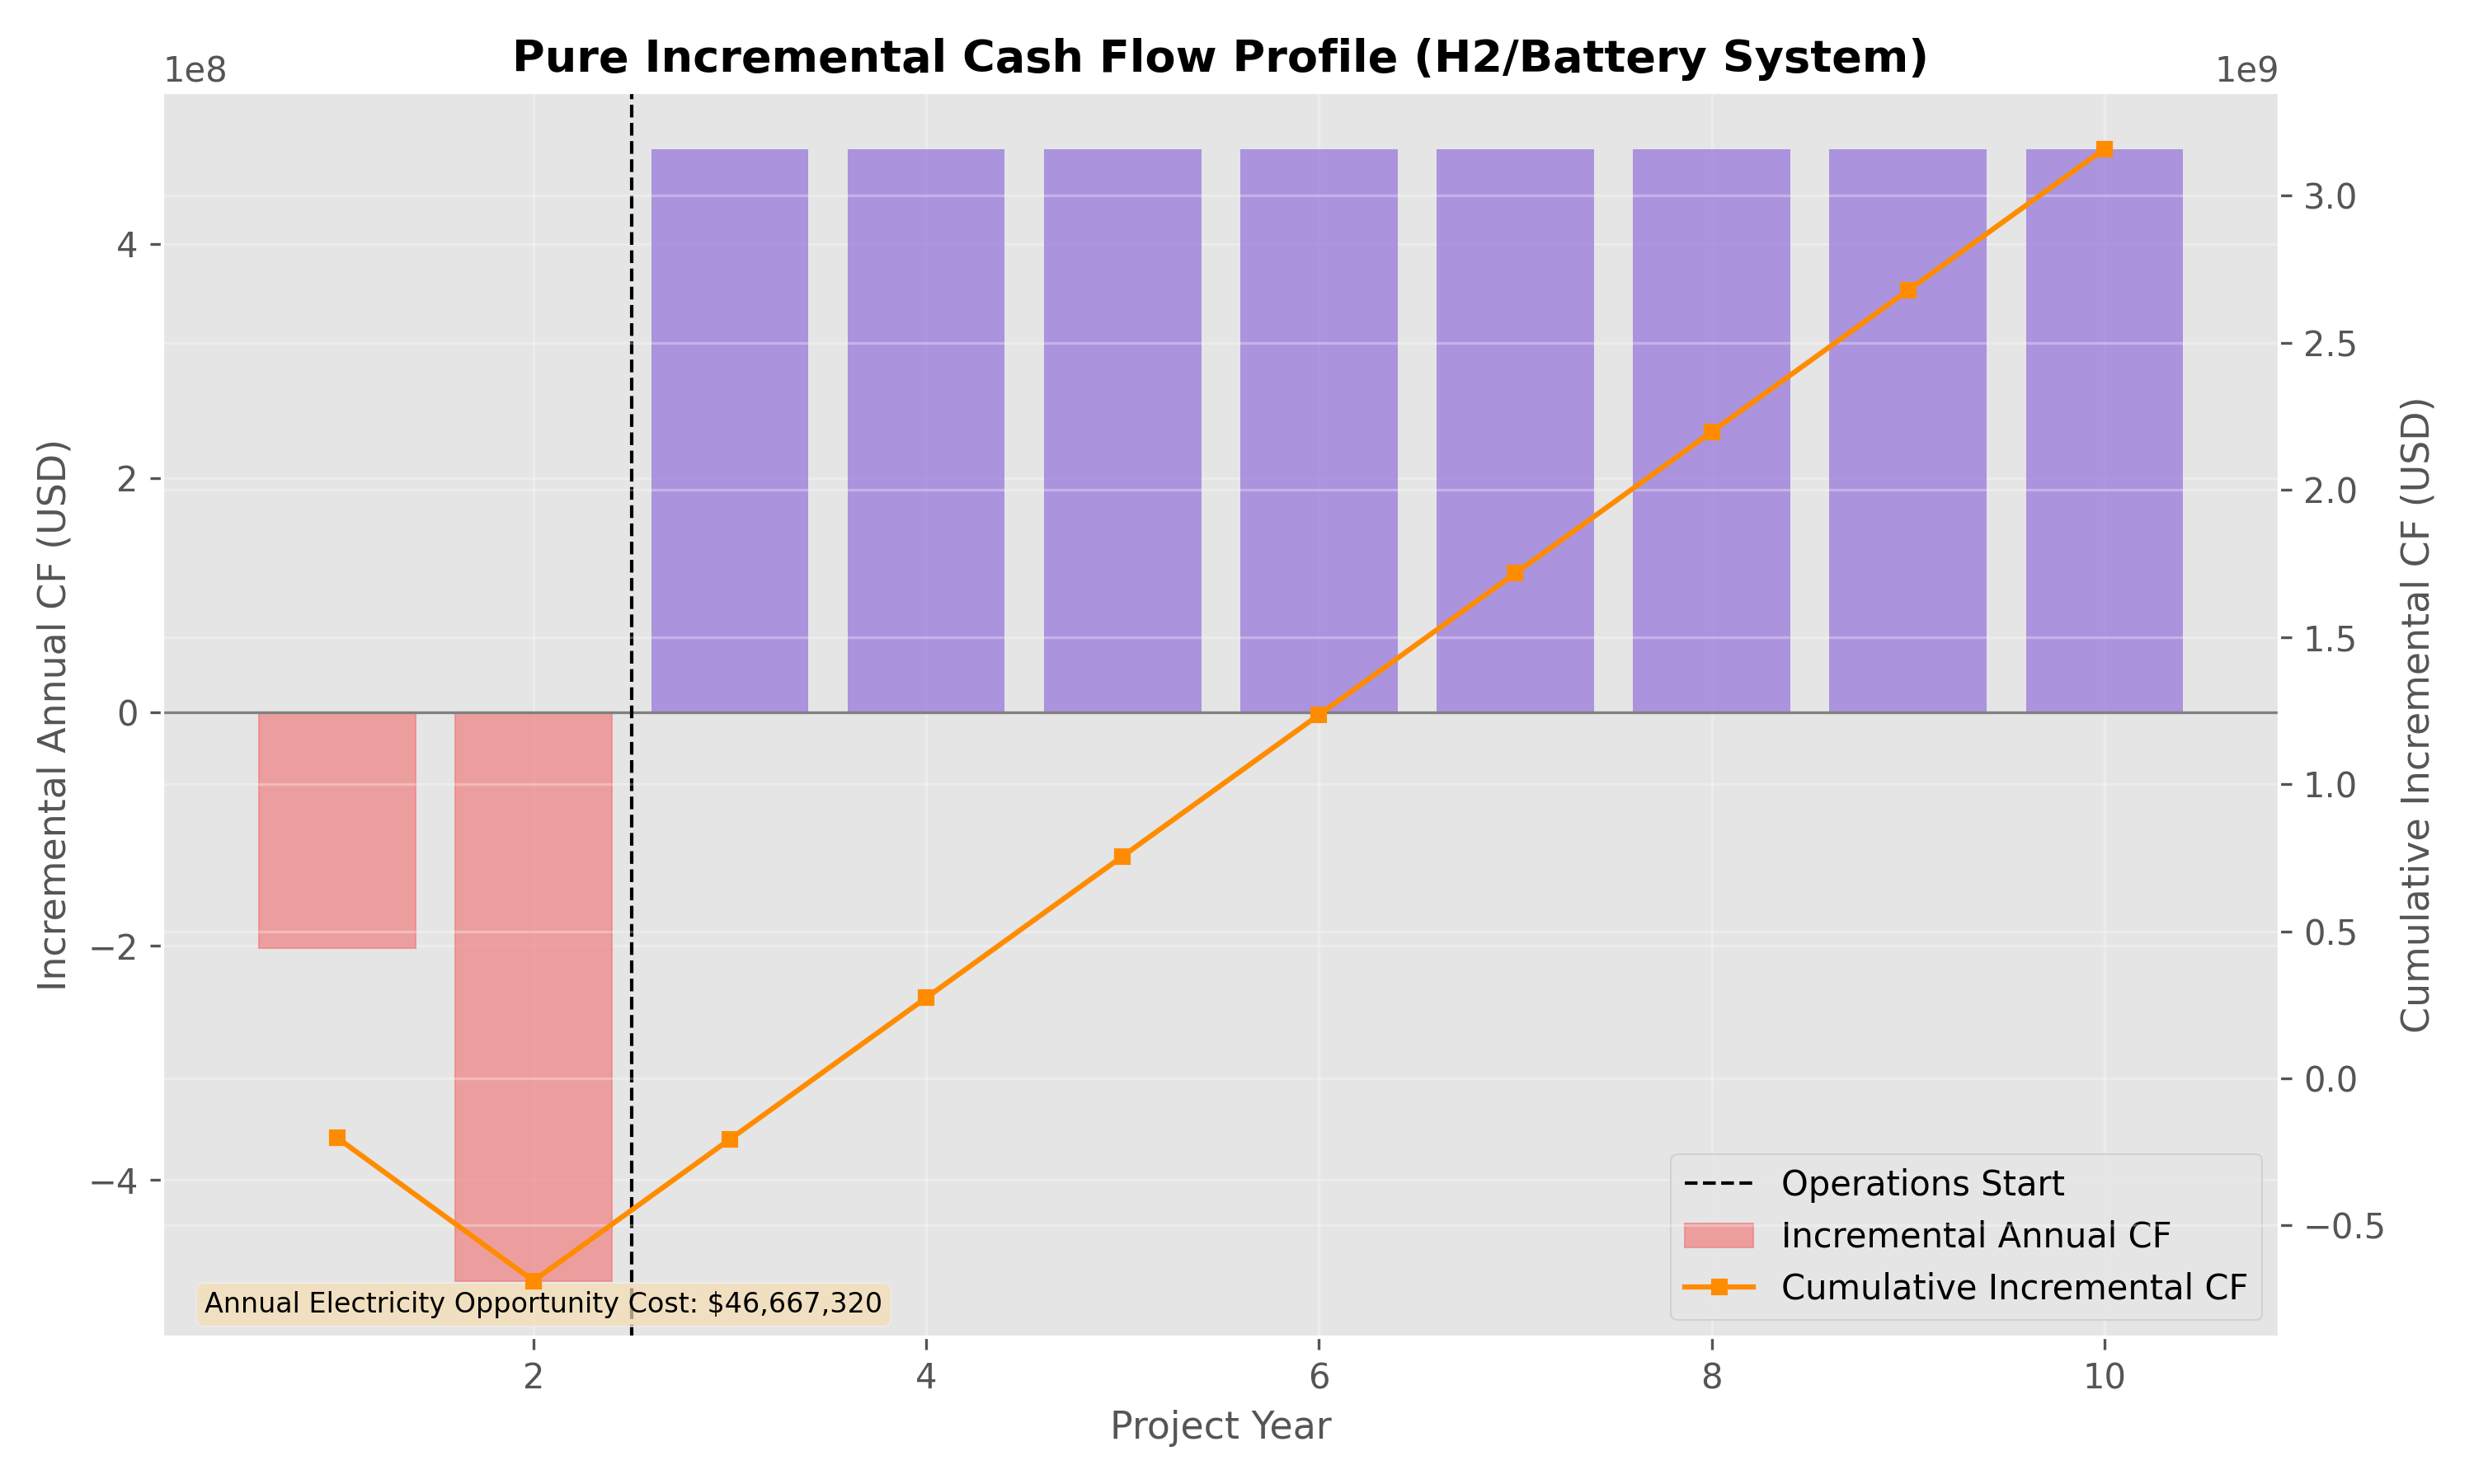 Pure Incremental Cash Flow Profile (H2/Battery System)
1e8
1e9
Incremental Annual CF (USD)
4
2
0
−2
−4
Cumulative Incremental CF (USD)
3.0
2.5
2.0
1.5
1.0
0.5
0.0
−0.5
Operations Start
Incremental Annual CF
Cumulative Incremental CF
Annual Electricity Opportunity Cost: $46,667,320
2
4
6
8
10
Project Year